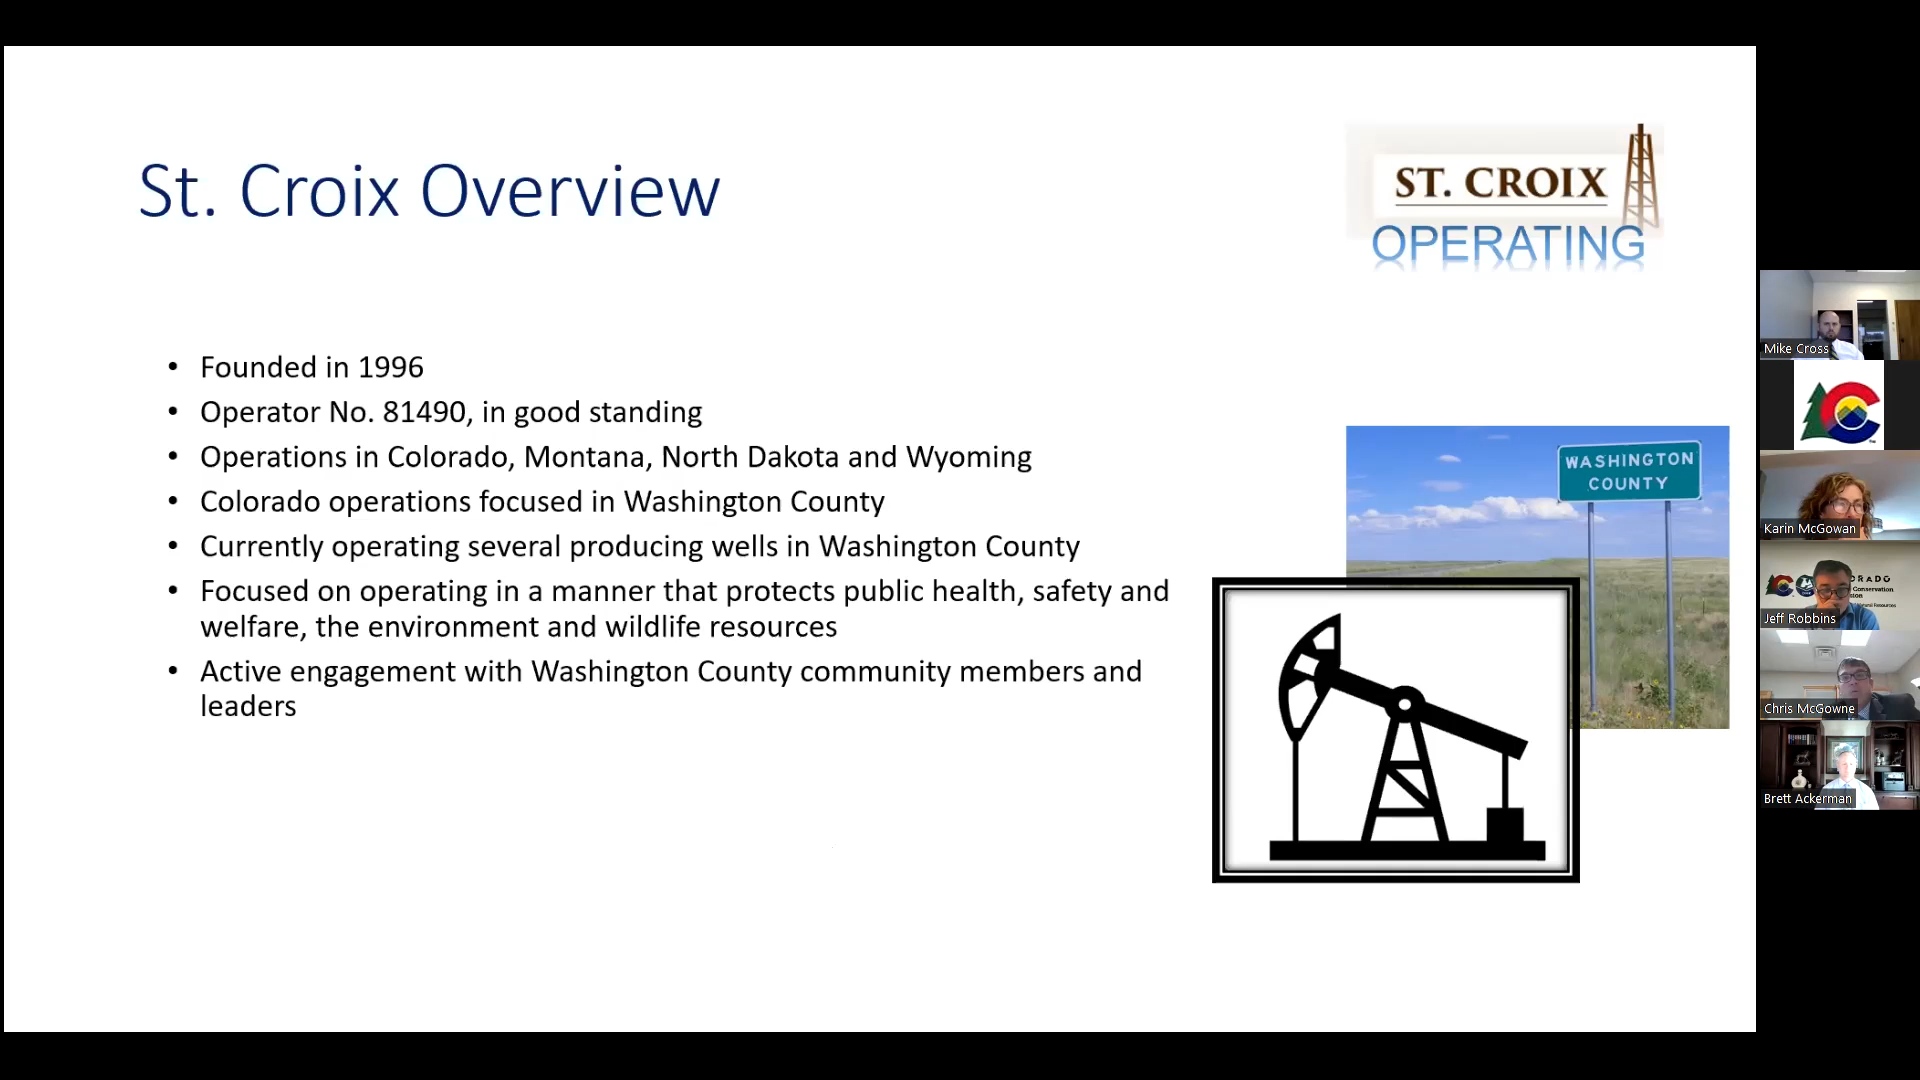 St. Croix Overview
ST. CROIX
OPERATING
• Founded in 1996
• Operator No. 81490, in good standing
• Operations in Colorado, Montana, North Dakota and Wyoming
• Colorado operations focused in Washington County
• Currently operating several producing wells in Washington County
• Focused on operating in a manner that protects public health, safety and
welfare, the environment and wildlife resources
• Active engagement with Washington County community members and
leaders
WASHINGTON
COUNTY
Mike Cross
Karin McGowan
Conservation
Jeff Robbins
Chris McGowne
Brett Ackerman